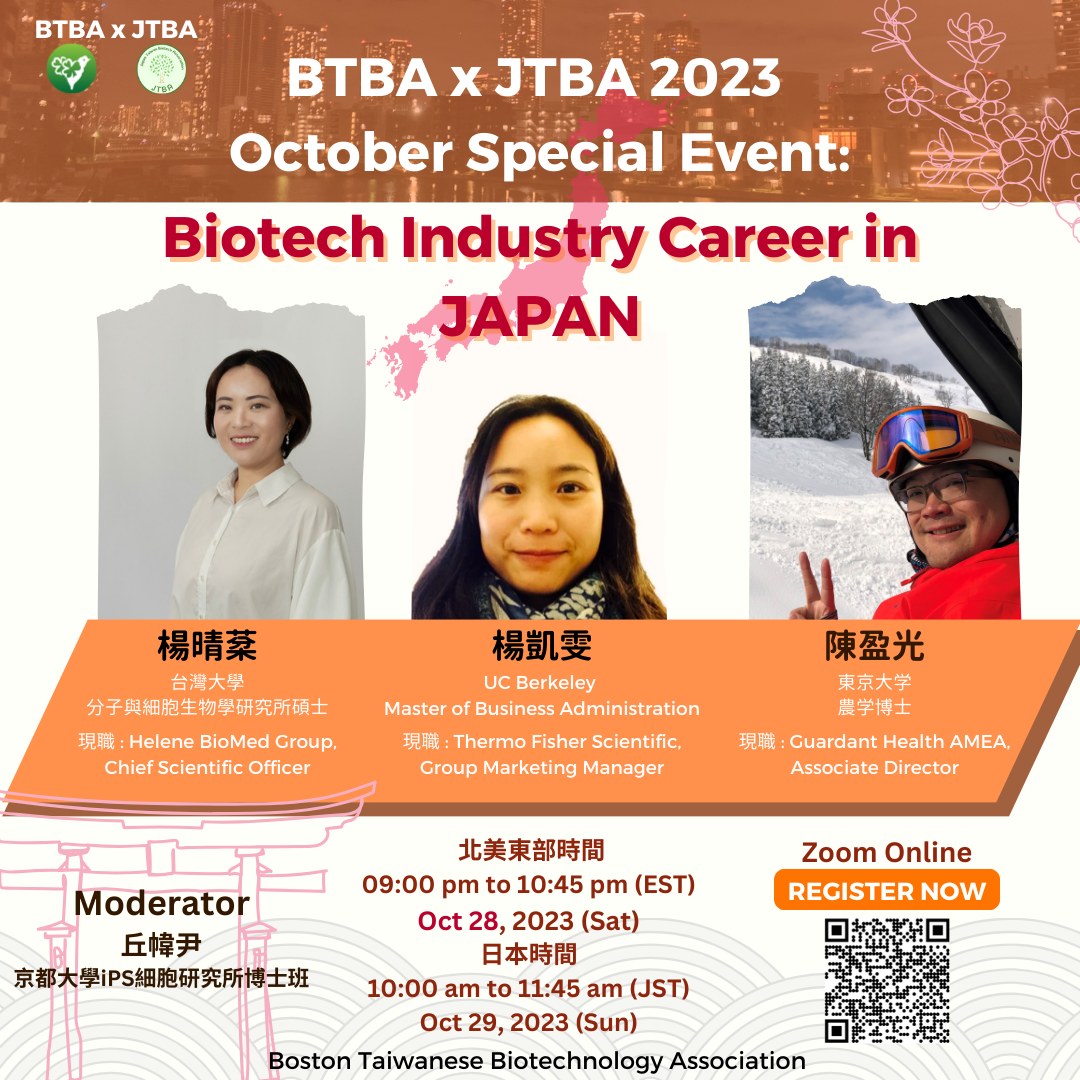 BTBA x JTBA
JTBA
BTBA x JTBA 2023
October Special Event:
Biotech Industry Career in
JAPAN
楊晴棻
台灣大學
分子與細胞生物學研究所碩士
現職 : Helene BioMed Group,
Chief Scientific Officer
楊凱雯
UC Berkeley
Master of Business Administration
現職 : Thermo Fisher Scientific,
Group Marketing Manager
陳盈光
東京大学
農学博士
現職 : Guardant Health AMEA,
Associate Director
Moderator
丘幃尹
京都大學iPS細胞研究所博士班
北美東部時間
09:00 pm to 10:45 pm (EST)
Oct 28, 2023 (Sat)
日本時間
10:00 am to 11:45 am (JST)
Oct 29, 2023 (Sun)
Zoom Online
REGISTER NOW
Boston Taiwanese Biotechnology Association